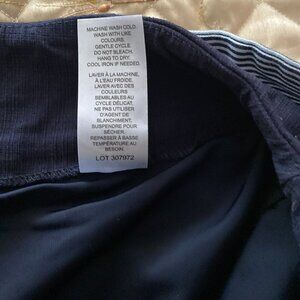 MACHINE WASH COLD.
WASH WITH LIKE
COLOURS.
GENTLE CYCLE
DO NOT BLEACH.
HANG TO DRY.
COOL IRON IF NEEDED.
LAVER À LA MACHINE,
À L'EAU FROIDE.
LAVER AVEC DES
COULEURS
SEMBLABLES AU
CYCLE DÉLICAT.
NE PAS UTILISER
D'AGENT DE
BLANCHIMENT.
SUSPENDRE POUR
SÉCHER.
REPASSER À BASSE
TEMPÉRATURE AU
BESOIN.
LOT 307972